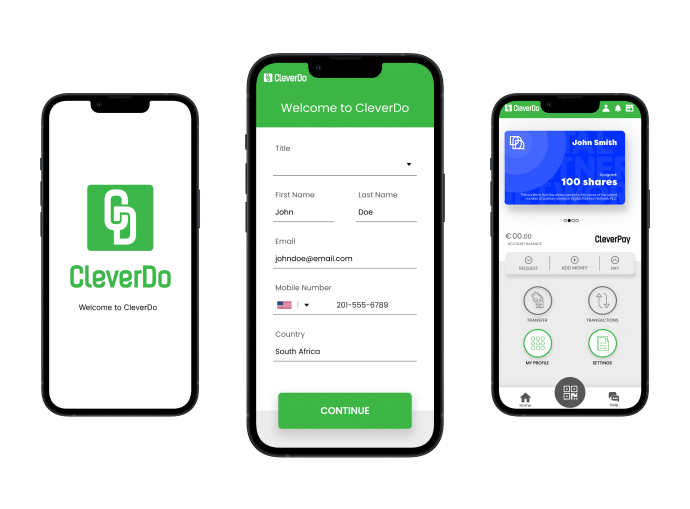 CleverDo
Welcome to CleverDo
CleverDo
Welcome to CleverDo
Title
First Name
Last Name
John
Doe
Email
johndoe@email.com
Mobile Number
201-555-6789
Country
South Africa
CONTINUE
CleverDo
John Smith
100 shares
€00.00
ACCOUNT BALANCE
CleverPay
REQUEST
ADD MONEY
PAY
TRANSFER
TRANSACTIONS
MY PROFILE
SETTINGS
Home
Help